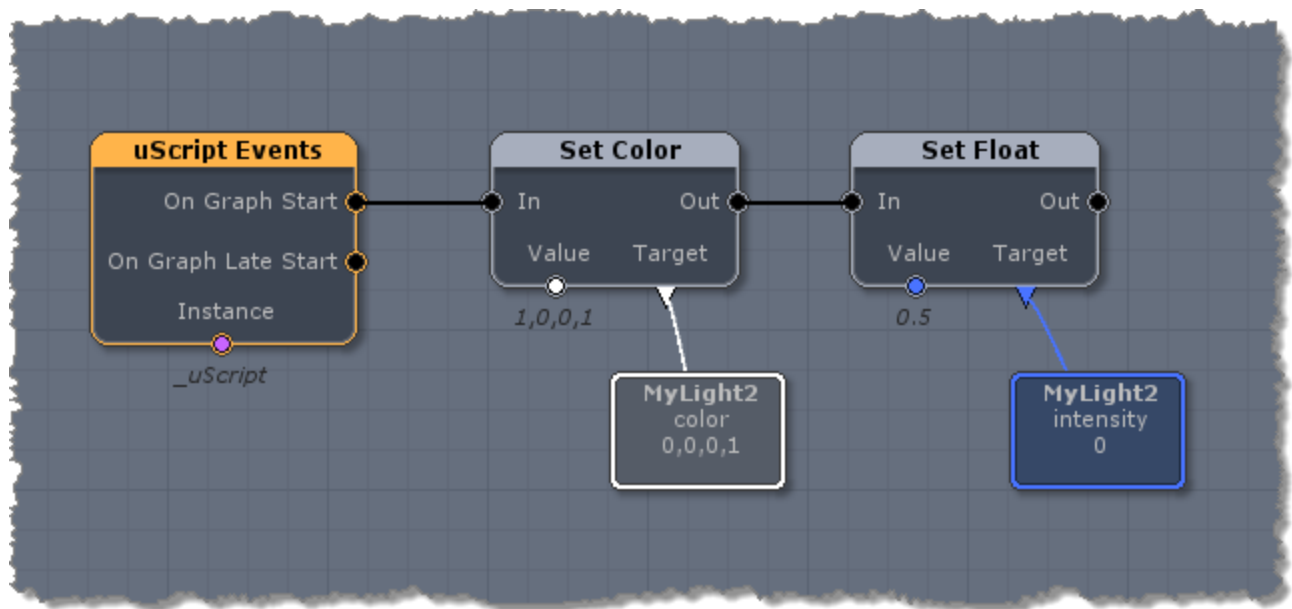 uScript Events
On Graph Start
On Graph Late Start
Instance
_uScript
Set Color
In Out
Value Target
1,0,0,1
MyLight2
color
0,0,0,1
Set Float
In Out
Value Target
0.5
MyLight2
intensity
0